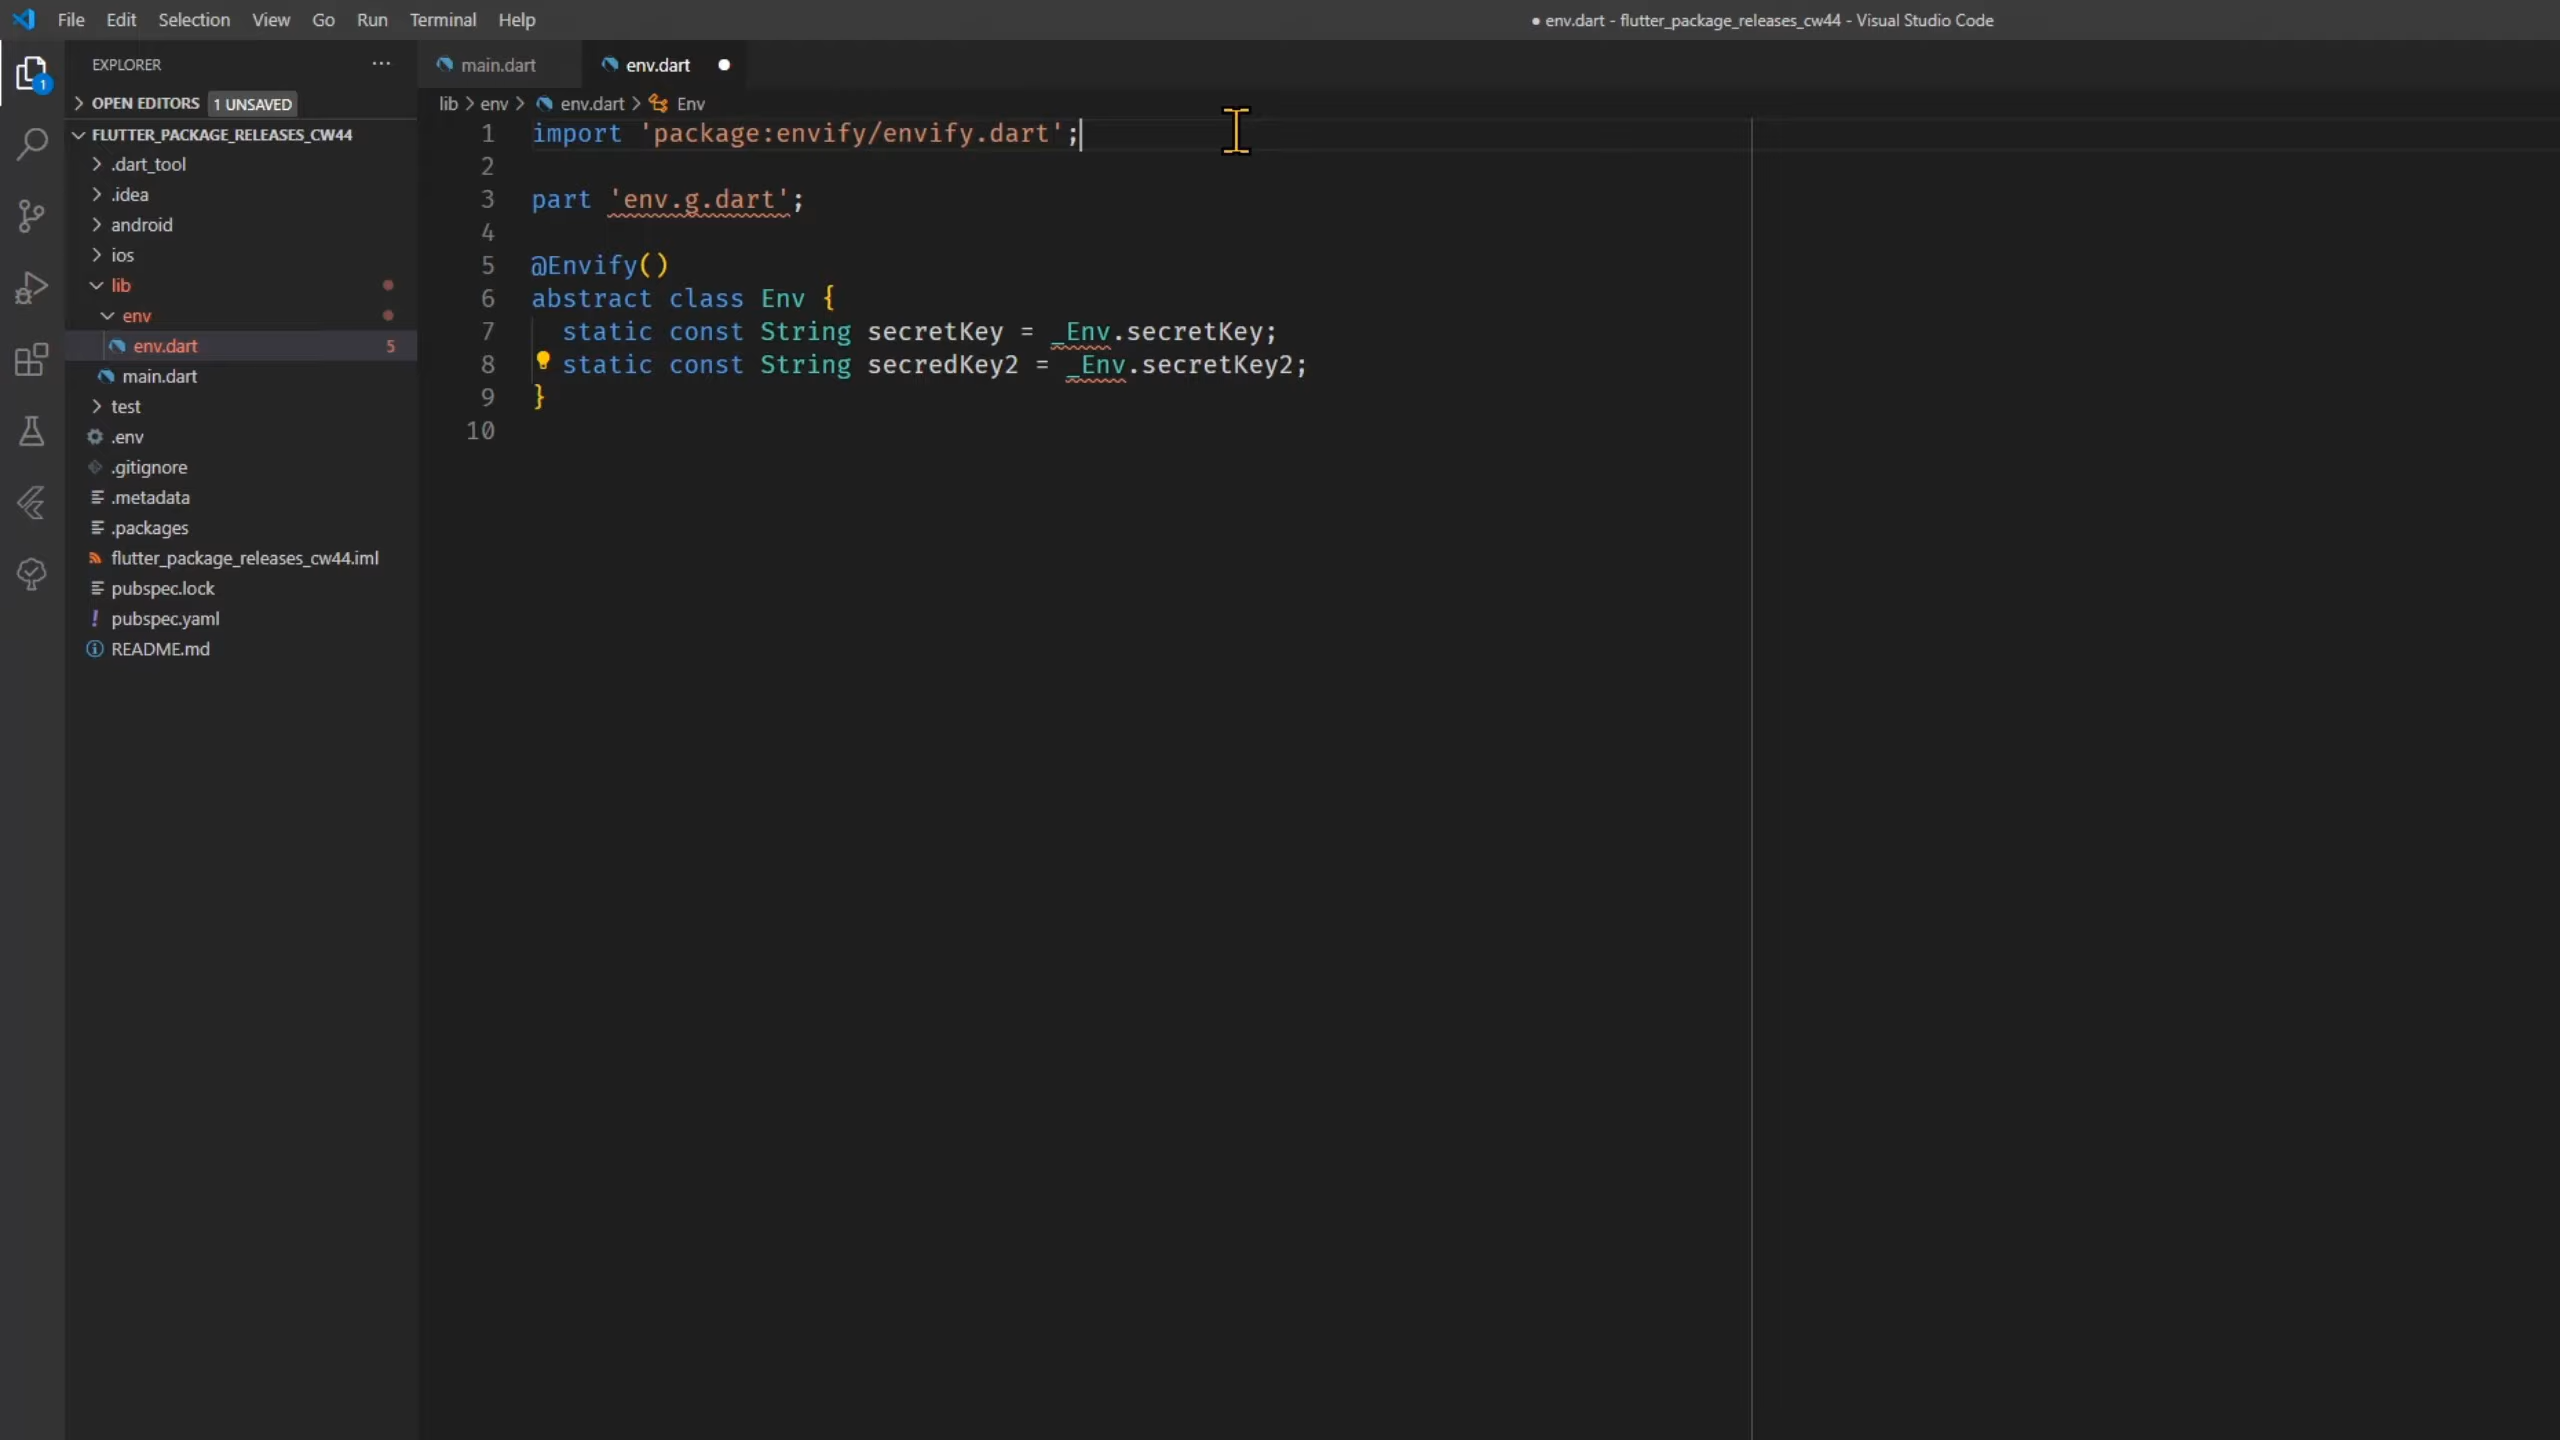 File Edit Selection View Go Run Terminal Help
● env.dart - flutter_package_releases_cw44 - Visual Studio Code
EXPLORER ···
OPEN EDITORS 1 UNSAVED
FLUTTER_PACKAGE_RELEASES_CW44
.dart_tool
.idea
android
ios
lib
env
env.dart 5
main.dart
test
.env
.gitignore
.metadata
.packages
flutter_package_releases_cw44.iml
pubspec.lock
pubspec.yaml
README.md
1
main.dart env.dart ●
lib > env > env.dart > Env
1 import 'package:envify/envify.dart';
2
3 part 'env.g.dart';
4
5 @Envify()
6 abstract class Env {
7 static const String secretKey = _Env.secretKey;
8 static const String secredKey2 = _Env.secretKey2;
9 }
10